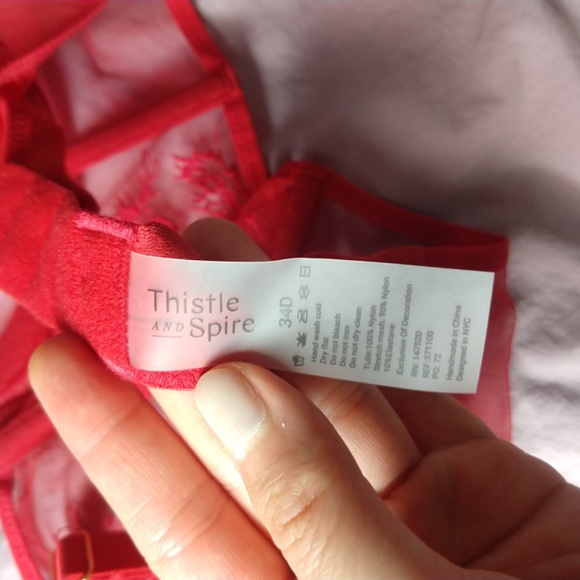 Thistle
AND Spire
34D
Hand wash cold
Dry flat
Do not bleach
Do not iron
Do not dry clean
Tulle:100% Nylon
Stretch mesh: 90% Nylon
10%Elastane
Exclusive Of Decoration
RN: 147520
REF:371100
PO: 72
Handmade in China
Designed in NYC